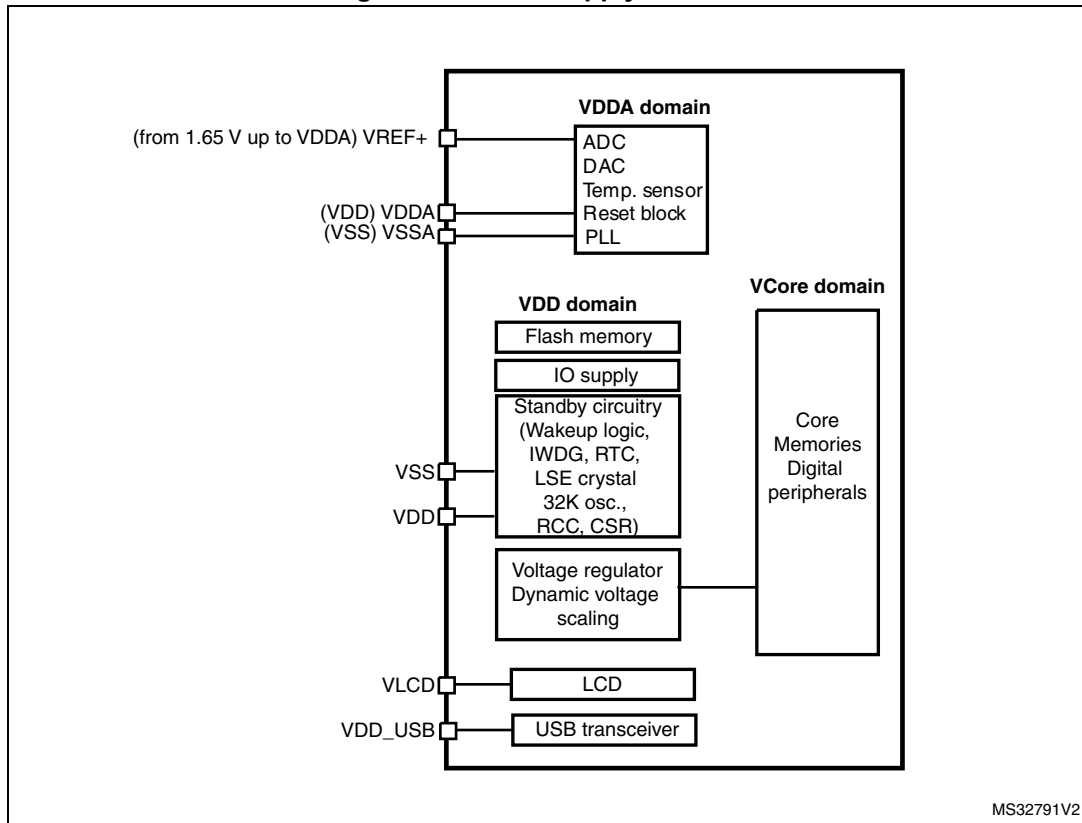 VDDA domain
(from 1.65 V up to VDDA) VREF+
ADC
DAC
Temp. sensor
(VDD) VDDA
Reset block
(VSS) VSSA
PLL
VCore domain
VDD domain
Flash memory
IO supply
Standby circuitry
(Wakeup logic,
IWDG, RTC,
LSE crystal
32K osc.,
RCC, CSR)
VSS
VDD
Core
Memories
Digital
peripherals
Voltage regulator
Dynamic voltage
scaling
VLCD
LCD
VDD_USB
USB transceiver
MS32791V2